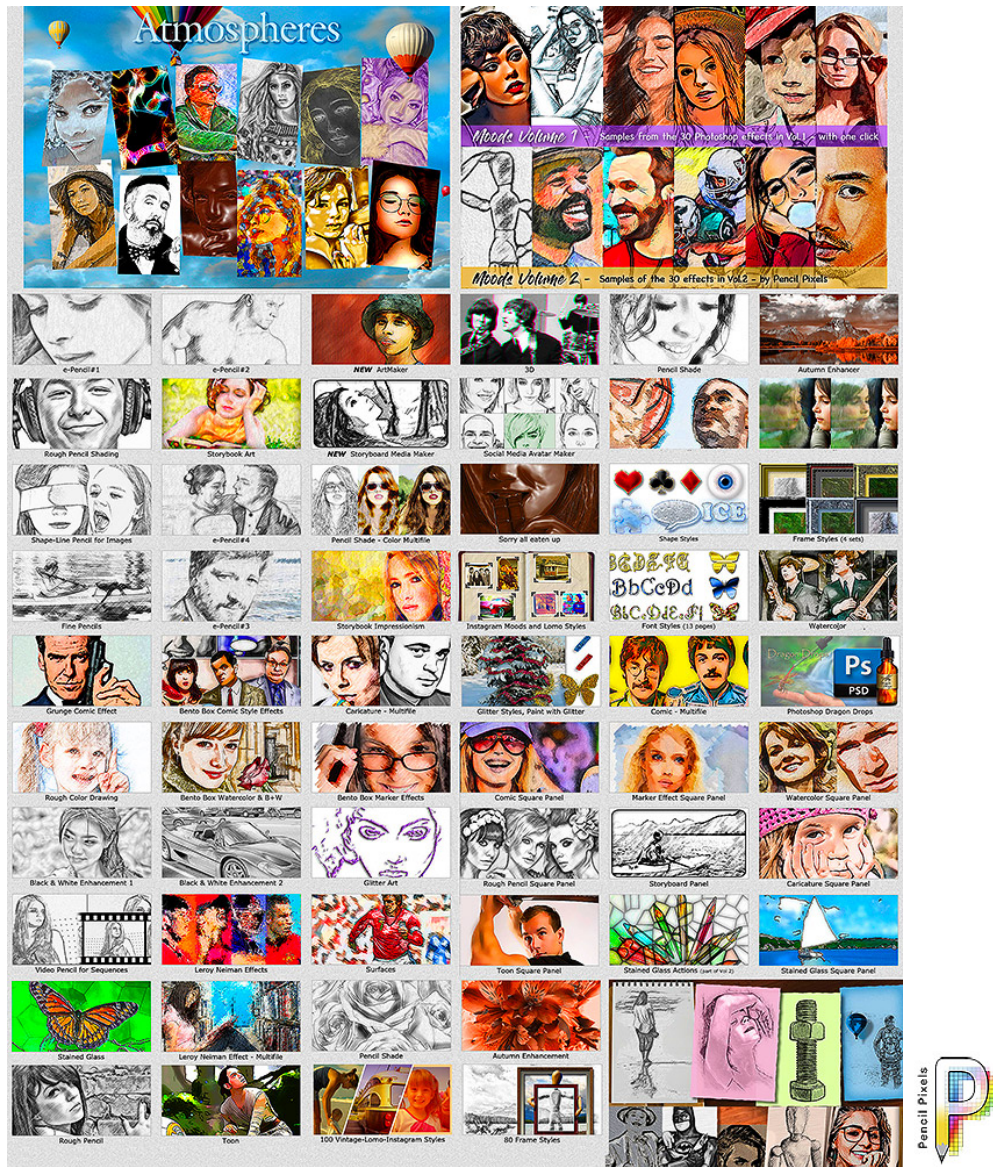 Atmospheres
Moods Volume 1 - Samples from the 30 Photoshop effects in Vol.1 - with one click
Moods Volume 2 - Samples of the 30 effects in Vol.2 - by Pencil Pixels
e-Pencil#1
e-Pencil#2
NEW ArtMaker
3D
Pencil Shade
Autumn Enhancer
Rough Pencil Shading
Storybook Art
NEW Storyboard Media Maker
Social Media Avatar Maker
ICE
Shape-Line Pencil for Images
e-Pencil#4
Pencil Shade - Color Multifile
Sorry all eaten up
Shape Styles
Frame Styles (4 sets)
BbCcDd
Fine Pencils
e-Pencil#3
Storybook Impressionism
Instagram Moods and Lomo Styles
Font Styles (13 pages)
Watercolor
Ps
PSD
Grunge Comic Effect
Bento Box Comic Style Effects
Caricature - Multifile
Glitter Styles, Paint with Glitter
Comic - Multifile
Photoshop Dragon Drops
Rough Color Drawing
Bento Box Watercolor & B+W
Bento Box Marker Effects
Comic Square Panel
Marker Effect Square Panel
Watercolor Square Panel
Black & White Enhancement 1
Black & White Enhancement 2
Glitter Art
Rough Pencil Square Panel
Storyboard Panel
Caricature Square Panel
Video Pencil for Sequences
Leroy Neiman Effects
Surfaces
Toon Square Panel
Stained Glass Actions (part of Vol 2)
Stained Glass Square Panel
Stained Glass
Leroy Neiman Effect - Multifile
Pencil Shade
Autumn Enhancement
Rough Pencil
Toon
100 Vintage-Lomo-Instagram Styles
80 Frame Styles
Pencil Pixels